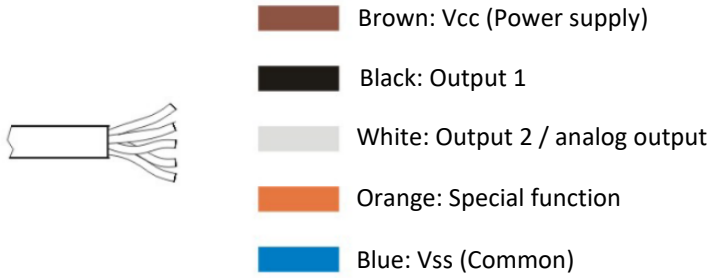 Brown: Vcc (Power supply)
Black: Output 1
White: Output 2 / analog output
Orange: Special function
Blue: Vss (Common)